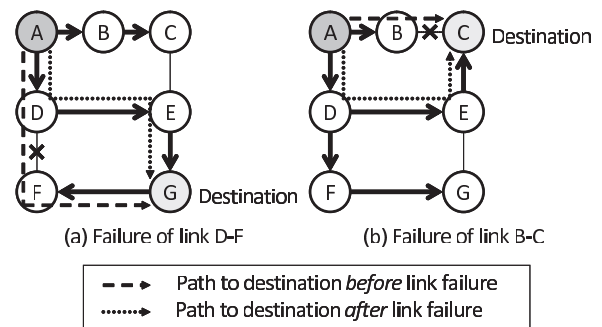 A B C A B C
Destination
D E D E
F G F G
Destination
(a) Failure of link D-F (b) Failure of link B-C
Path to destination before link failure
Path to destination after link failure